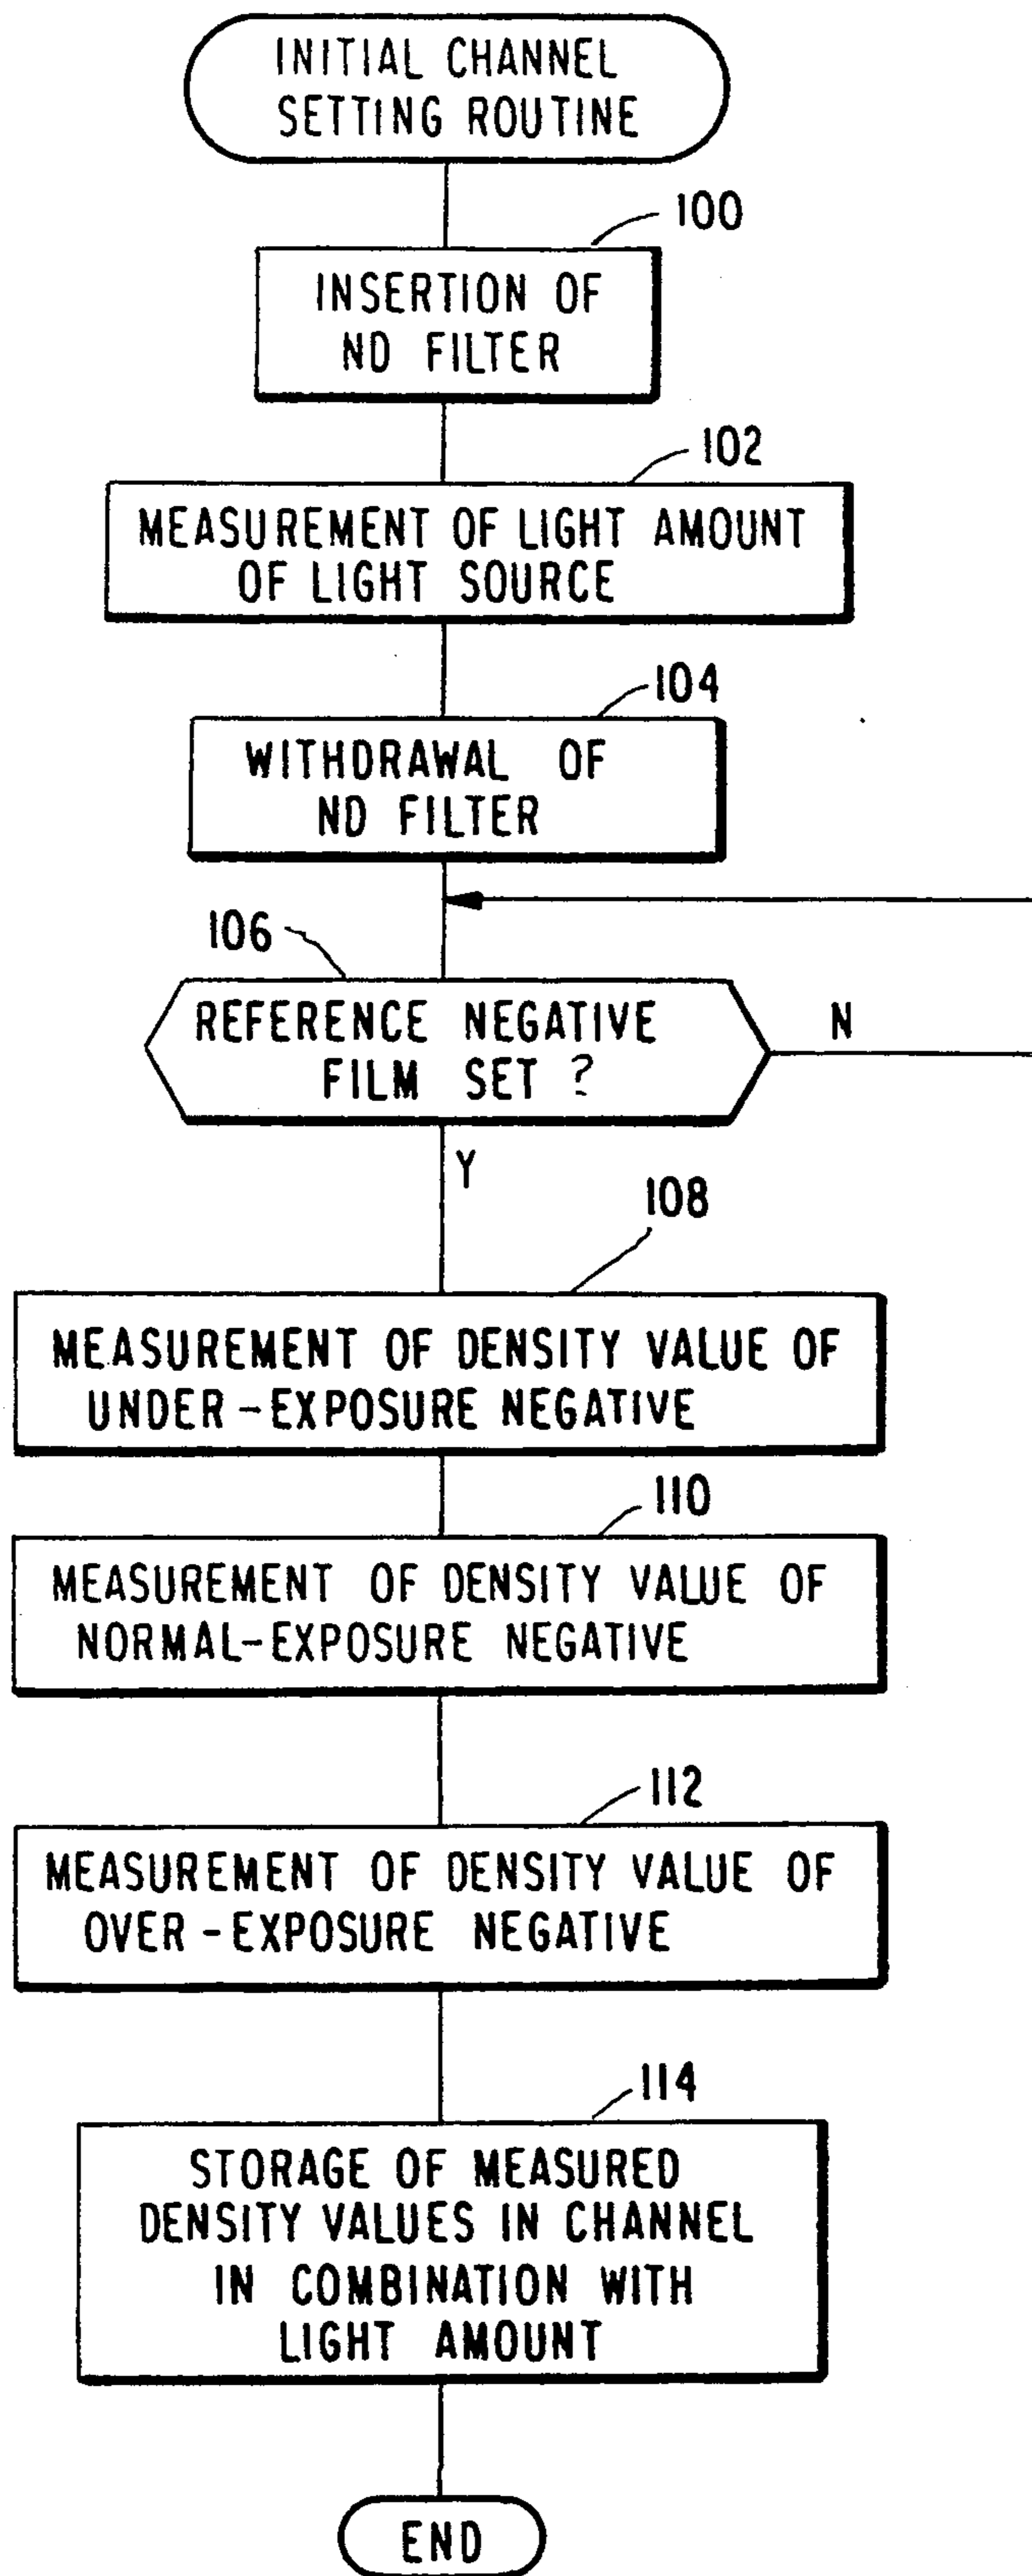 INITIAL CHANNEL
SETTING ROUTINE
100
INSERTION OF
ND FILTER
102
MEASUREMENT OF LIGHT AMOUNT
OF LIGHT SOURCE
104
WITHDRAWAL OF
ND FILTER
106
REFERENCE NEGATIVE
FILM SET ?
N
Y
108
MEASUREMENT OF DENSITY VALUE OF
UNDER-EXPOSURE NEGATIVE
110
MEASUREMENT OF DENSITY VALUE OF
NORMAL-EXPOSURE NEGATIVE
112
MEASUREMENT OF DENSITY VALUE OF
OVER-EXPOSURE NEGATIVE
114
STORAGE OF MEASURED
DENSITY VALUES IN CHANNEL
IN COMBINATION WITH
LIGHT AMOUNT
END